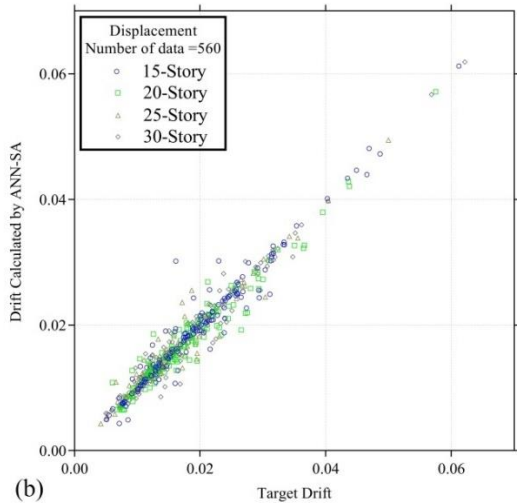 Displacement
Number of data =560
15-Story
20-Story
25-Story
30-Story
Drift Calculated by ANN-SA
0.06
0.04
0.02
0.00
0.00 0.02 0.04 0.06
Target Drift
(b)